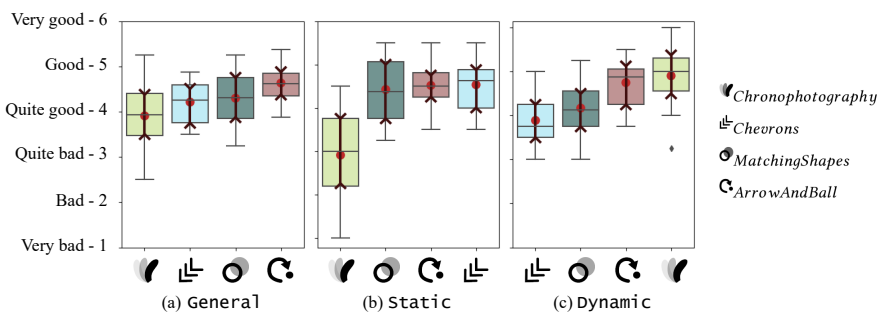 Very good - 6
Good - 5
Quite good - 4
Quite bad - 3
Bad - 2
Very bad - 1
(a) General
(b) Static
(c) Dynamic
Chronophotography
Chevrons
MatchingShapes
ArrowAndBall